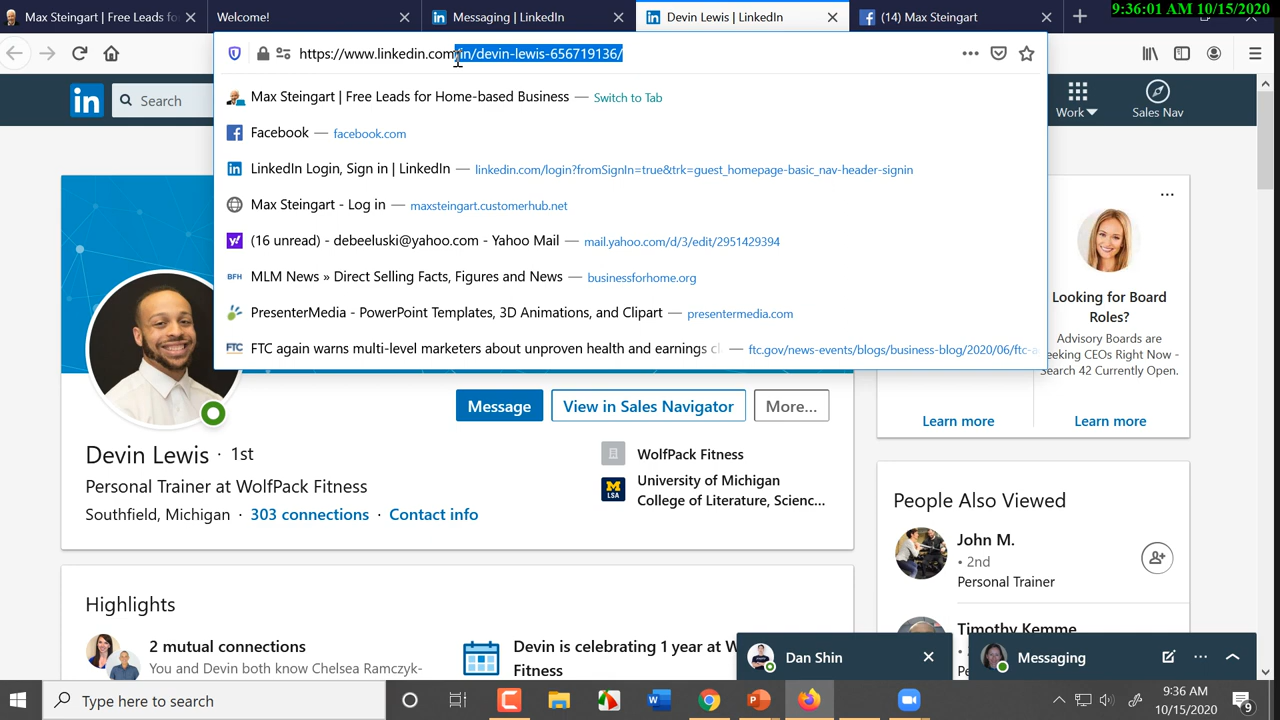 9:36:01 AM 10/15/2020
Max Steingart | Free Leads fo
Welcome!
Messaging | LinkedIn
Devin Lewis | LinkedIn
(14) Max Steingart
https://www.linkedin.com/in/devin-lewis-656719136/
in
Search
Work
Sales Nav
Max Steingart | Free Leads for Home-based Business — Switch to Tab
Facebook — facebook.com
LinkedIn Login, Sign in | LinkedIn — linkedin.com/login?fromSignIn=true&trk=guest_homepage-basic_nav-header-signin
Max Steingart - Log in — maxsteingart.customerhub.net
(16 unread) - debeeluski@yahoo.com - Yahoo Mail — mail.yahoo.com/d/3/edit/2951429394
BFH MLM News » Direct Selling Facts, Figures and News — businessforhome.org
PresenterMedia - PowerPoint Templates, 3D Animations, and Clipart — presentermedia.com
FTC FTC again warns multi-level marketers about unproven health and earnings cl — ftc.gov/news-events/blogs/business-blog/2020/06/ftc-a
Message
View in Sales Navigator
More...
Devin Lewis · 1st
Personal Trainer at WolfPack Fitness
Southfield, Michigan · 303 connections · Contact info
WolfPack Fitness
M LSA
University of Michigan
College of Literature, Scienc...
Looking for Board
Roles?
Advisory Boards are
eeking CEOs Right Now -
Search 42 Currently Open.
Learn more
Learn more
People Also Viewed
John M.
• 2nd
Personal Trainer
Timothy Kemme
Highlights
2 mutual connections
You and Devin both know Chelsea Ramczyk-
Devin is celebrating 1 year at W
Fitness
Dan Shin
Messaging
Type here to search
9:36 AM
10/15/2020
9